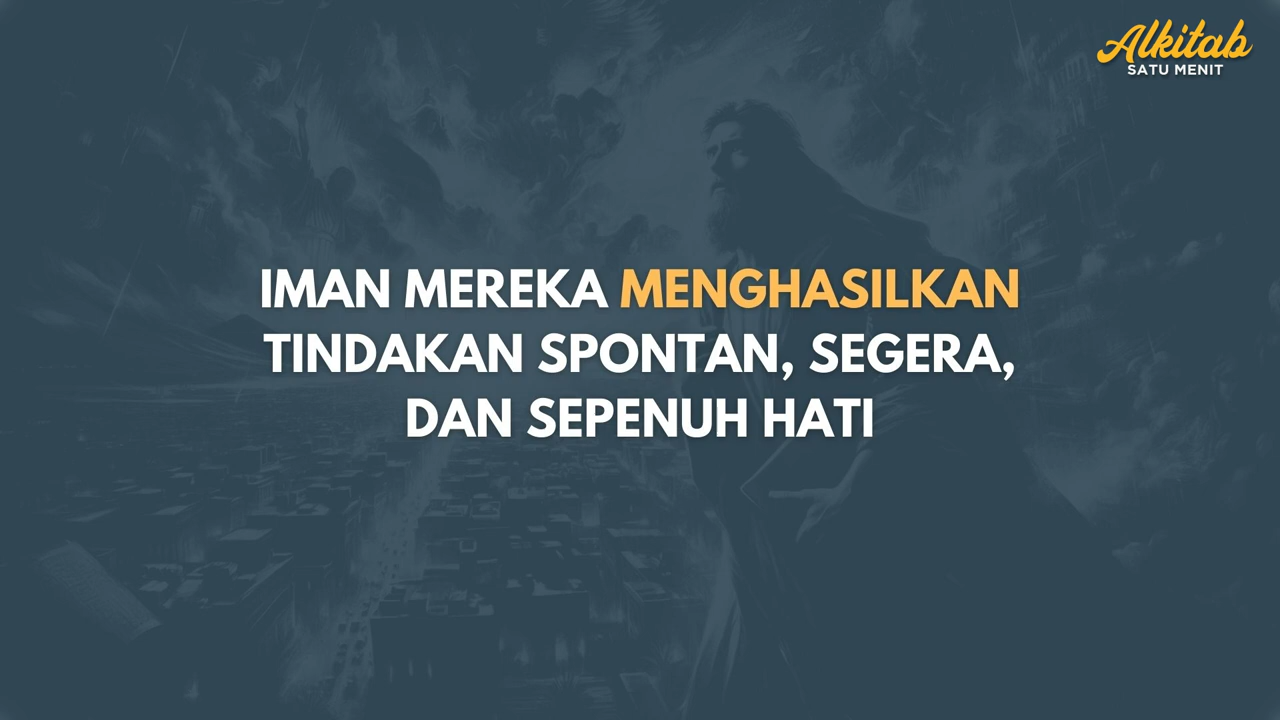 Alkitab
SATU MENIT
IMAN MEREKA MENGHASILKAN
TINDAKAN SPONTAN, SEGERA,
DAN SEPENUH HATI